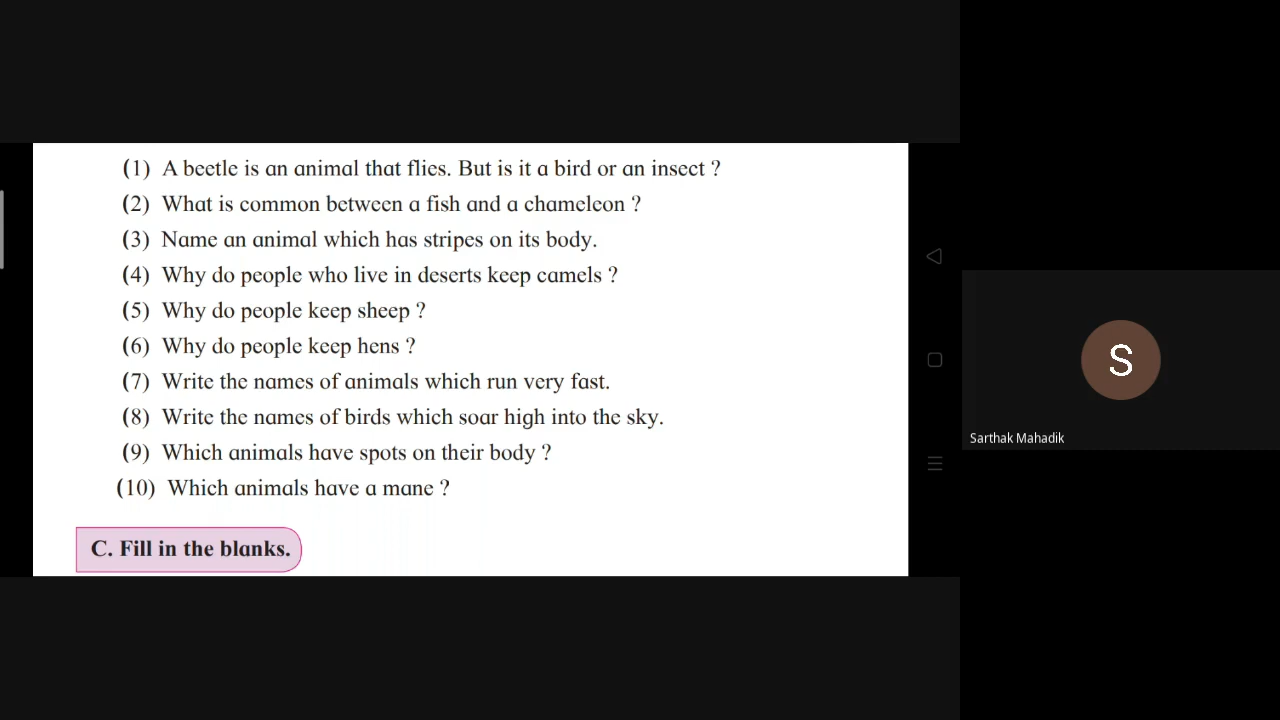 (1) A beetle is an animal that flies. But is it a bird or an insect ?
(2) What is common between a fish and a chameleon ?
(3) Name an animal which has stripes on its body.
(4) Why do people who live in deserts keep camels ?
(5) Why do people keep sheep ?
(6) Why do people keep hens ?
(7) Write the names of animals which run very fast.
(8) Write the names of birds which soar high into the sky.
(9) Which animals have spots on their body ?
(10) Which animals have a mane ?
C. Fill in the blanks.
S
Sarthak Mahadik